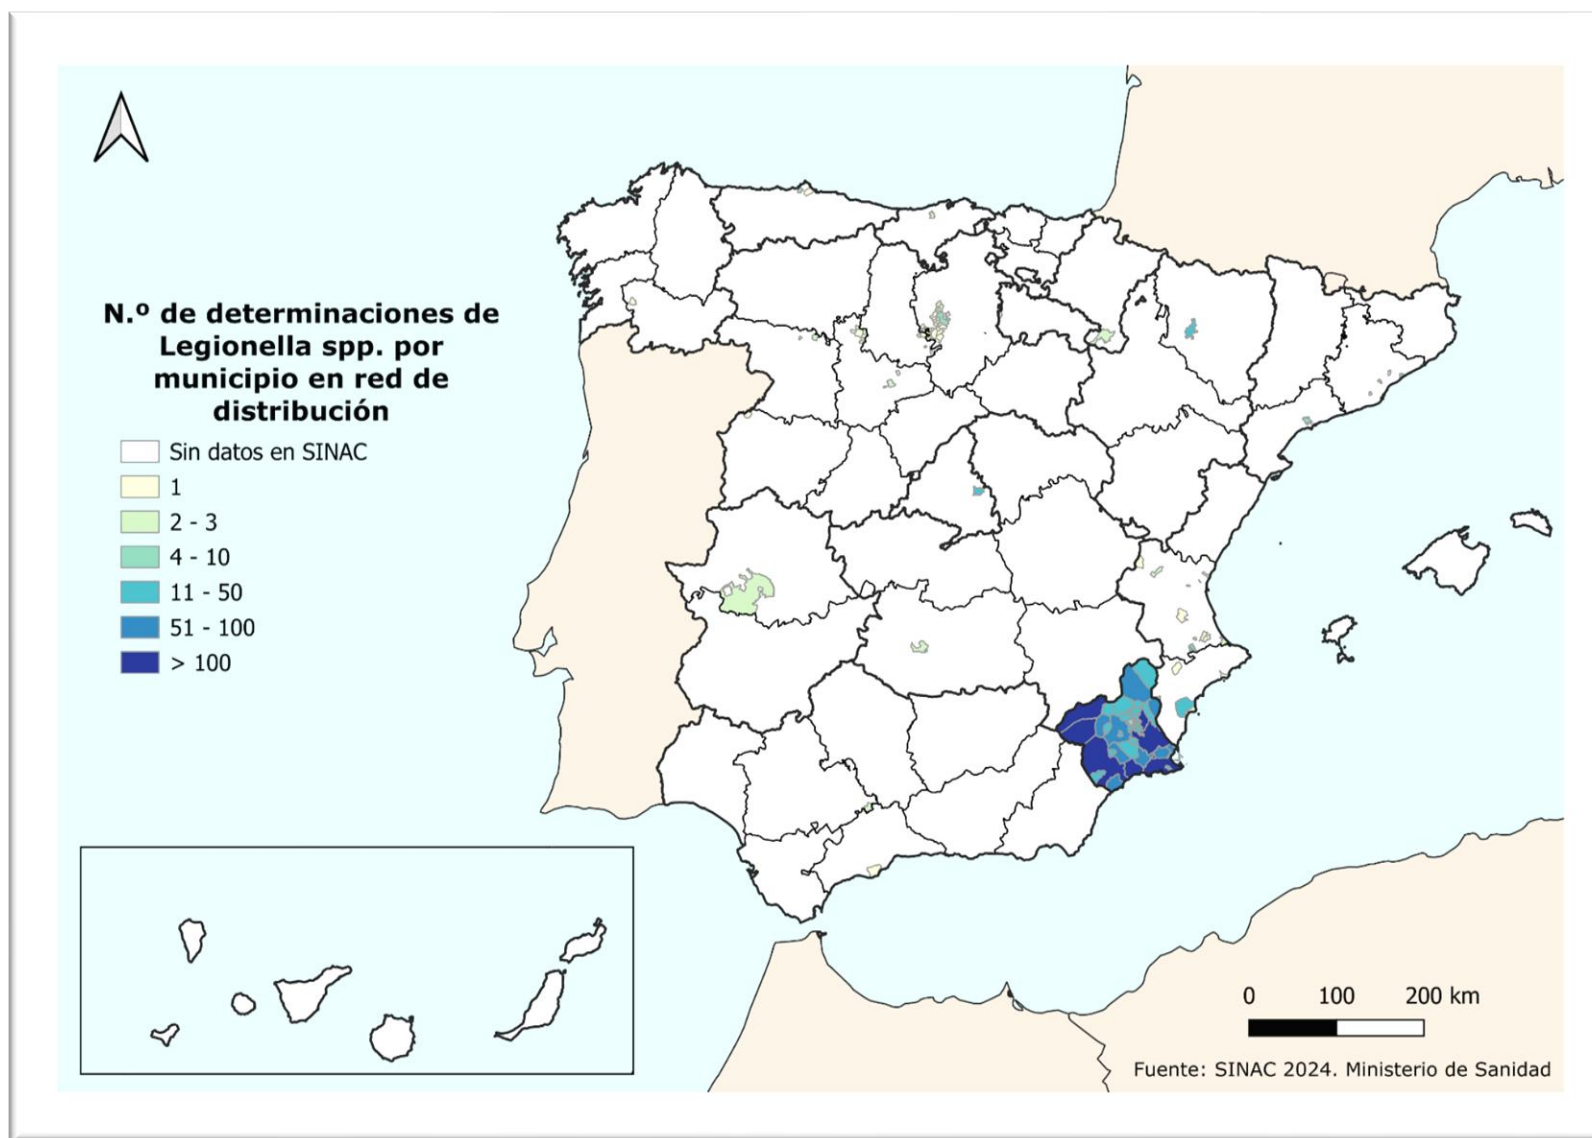 N.º de determinaciones de
Legionella spp. por
municipio en red de
distribución
Sin datos en SINAC
1
2 - 3
4 - 10
11 - 50
51 - 100
> 100
0 100 200 km
Fuente: SINAC 2024. Ministerio de Sanidad